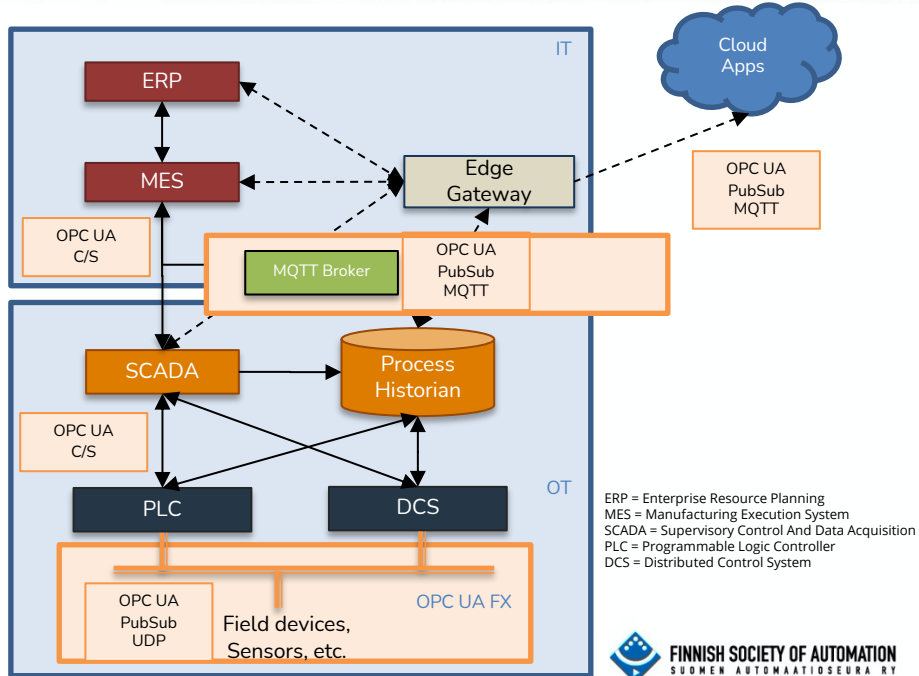 IT
Cloud
Apps
ERP
MES
Edge
Gateway
OPC UA
PubSub
MQTT
OPC UA
C/S
MQTT Broker
OPC UA
PubSub
MQTT
SCADA
Process
Historian
OPC UA
C/S
OT
PLC
DCS
ERP = Enterprise Resource Planning
MES = Manufacturing Execution System
SCADA = Supervisory Control And Data Acquisition
PLC = Programmable Logic Controller
DCS = Distributed Control System
OPC UA
PubSub
UDP
OPC UA FX
Field devices,
Sensors, etc.
FINNISH SOCIETY OF AUTOMATION
SUOMEN AUTOMAATIOSEURA RY